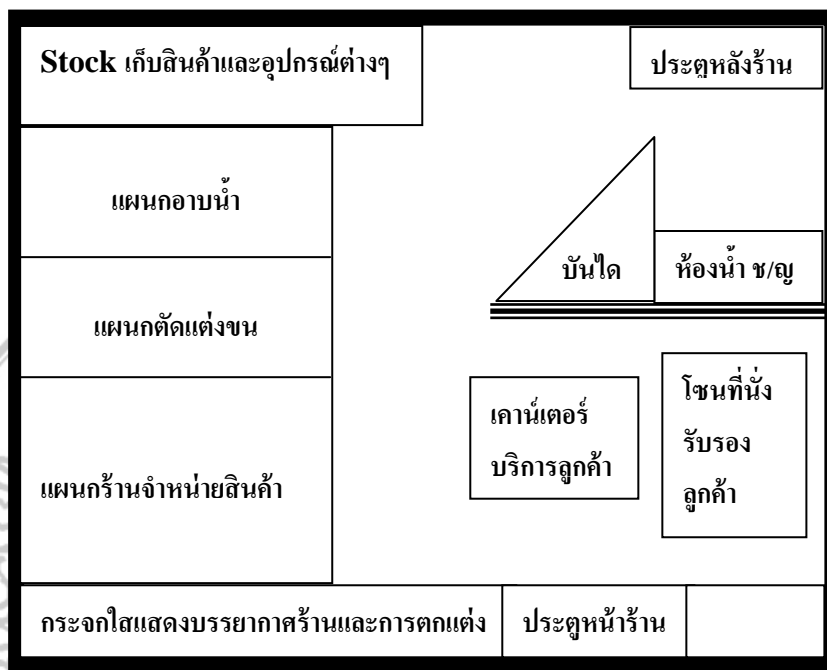 Stock เก็บสินค้าและอุปกรณ์ต่างๆ
ประตูหลังร้าน
แผนกอาบน้ำ
บันได
ห้องน้ำ ช/ญ
แผนกตัดแต่งขน
เคาน์เตอร์
บริการลูกค้า
โซนที่นั่ง
รับรอง
ลูกค้า
แผนกร้านจำหน่ายสินค้า
กระจกใสแสดงบรรยากาศร้านและการตกแต่ง
ประตูหน้าร้าน